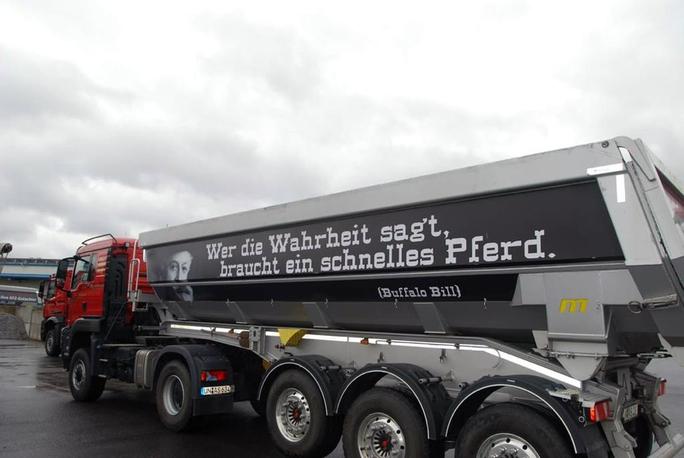 Wer die Wahrheit sagt,
braucht ein schnelles Pferd.
(Buffalo Bill)
m